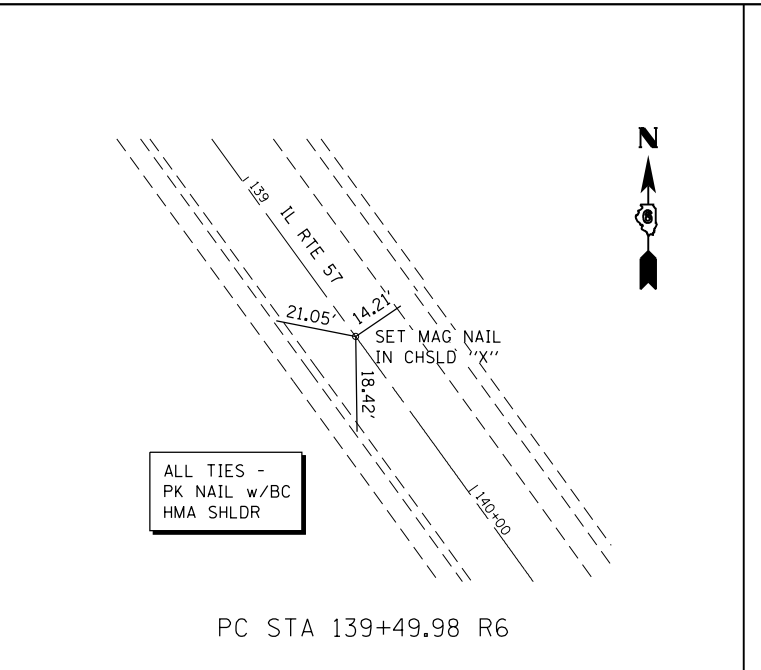 N
6
139
IL RTE 57
21.05'
14.21'
SET MAG NAIL
IN CHSLD "X"
18.42'
ALL TIES -
PK NAIL w/BC
HMA SHLDR
140+00
PC STA 139+49.98 R6